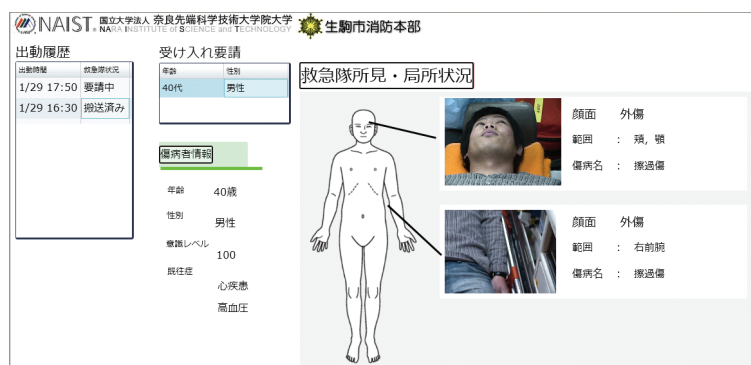 NAIST® 国立大学法人 奈良先端科学技術大学院大学
NARA INSTITUTE of SCIENCE and TECHNOLOGY
生駒市消防本部
出動履歴
出動時間 救急隊状況
1/29 17:50 要請中
1/29 16:30 搬送済み
受け入れ要請
年齢 性別
40代 男性
傷病者情報
年齢 40歳
性別 男性
意識レベル 100
既往症
心疾患
高血圧
救急隊所見・局所状況
顔面 外傷
範囲 : 頬, 顎
傷病名 : 擦過傷
顔面 外傷
範囲 : 右前腕
傷病名 : 擦過傷